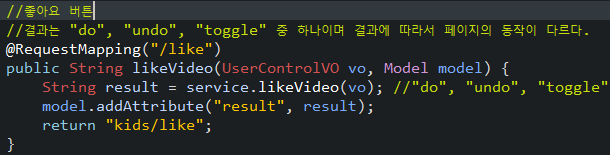 //좋아요 버튼
//결과는 "do", "undo", "toggle" 중 하나이며 결과에 따라서 페이지의 동작이 다르다.
@RequestMapping("/like")
public String likeVideo(UserControlVO vo, Model model) {
String result = service.likeVideo(vo); //"do", "undo", "toggle"
model.addAttribute("result", result);
return "kids/like";
}